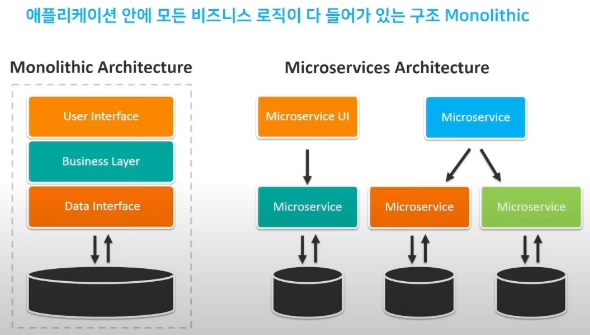 애플리케이션 안에 모든 비즈니스 로직이 다 들어가 있는 구조 Monolithic
Monolithic Architecture
User Interface
Business Layer
Data Interface
Microservices Architecture
Microservice UI
Microservice
Microservice
Microservice
Microservice